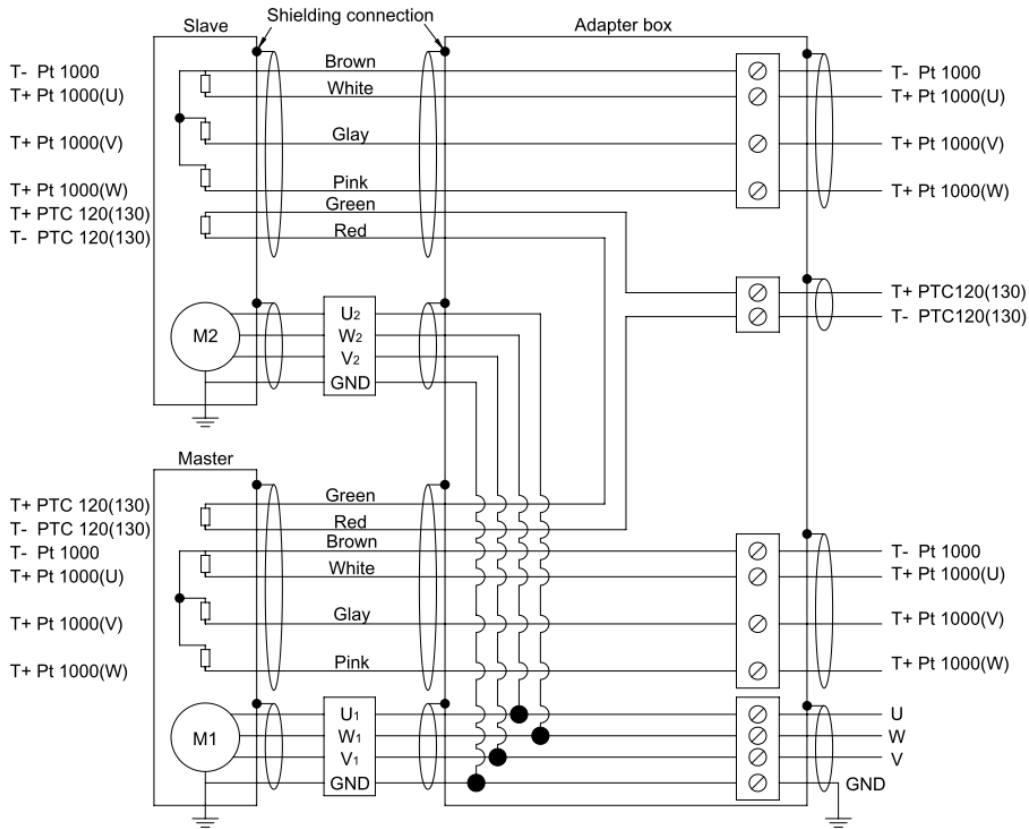 Shielding connection
Slave
Adapter box
T- Pt 1000
Brown
T- Pt 1000
T+ Pt 1000(U)
White
T+ Pt 1000(U)
T+ Pt 1000(V)
Glay
T+ Pt 1000(V)
T+ Pt 1000(W)
Pink
T+ Pt 1000(W)
T+ PTC 120(130)
Green
T- PTC 120(130)
Red
T+ PTC120(130)
T- PTC120(130)
M2
U2
W2
V2
GND
Master
T+ PTC 120(130)
Green
T- PTC 120(130)
Red
T- Pt 1000
Brown
T- Pt 1000
T+ Pt 1000(U)
White
T+ Pt 1000(U)
T+ Pt 1000(V)
Glay
T+ Pt 1000(V)
T+ Pt 1000(W)
Pink
T+ Pt 1000(W)
M1
U1
U
W1
W
V1
V
GND
GND